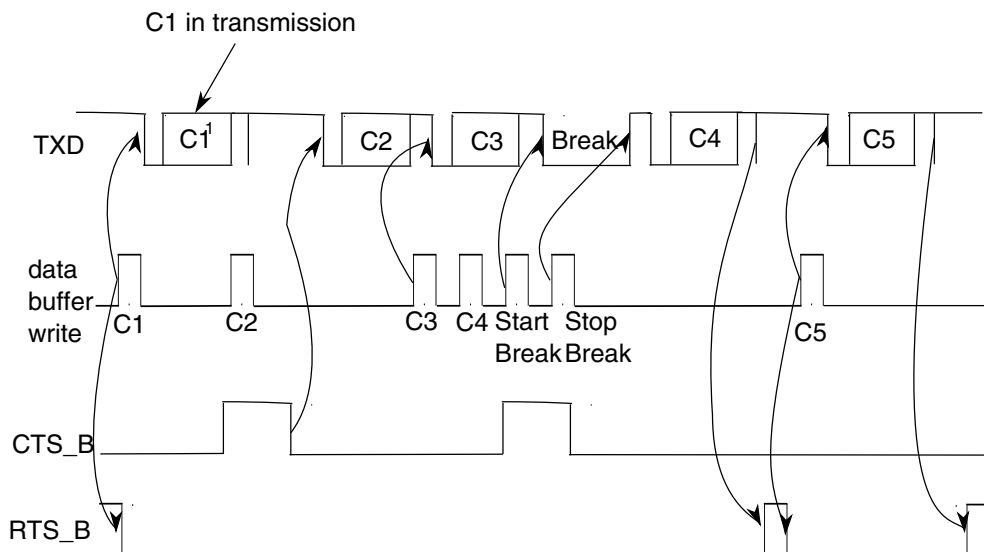 C1 in transmission
TXD
C1
1
C2
C3
Break
C4
C5
data
buffer
write
C1
C2
C3
C4
Start
Break
Stop
Break
C5
CTS_B
RTS_B